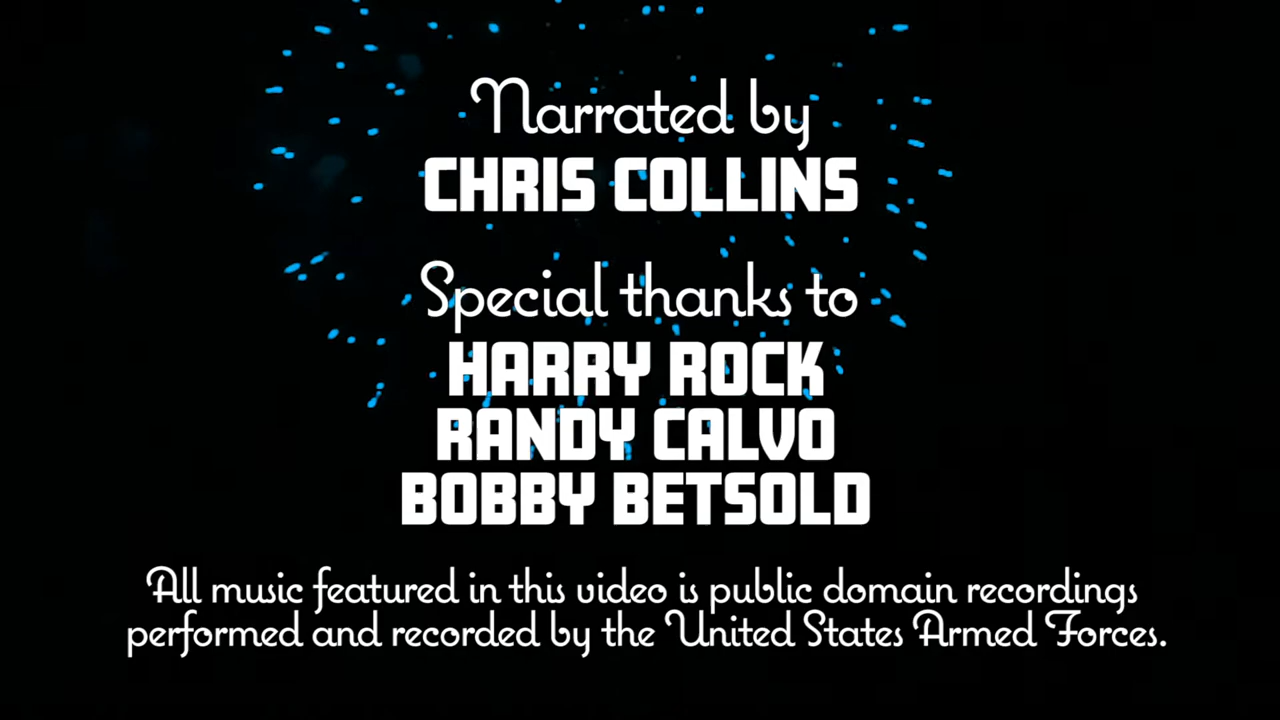 Narrated by
CHRIS COLLINS
Special thanks to
HARRY ROCK
RANDY CALVO
BOBBY BETSOLD
All music featured in this video is public domain recordings
performed and recorded by the United States Armed Forces.